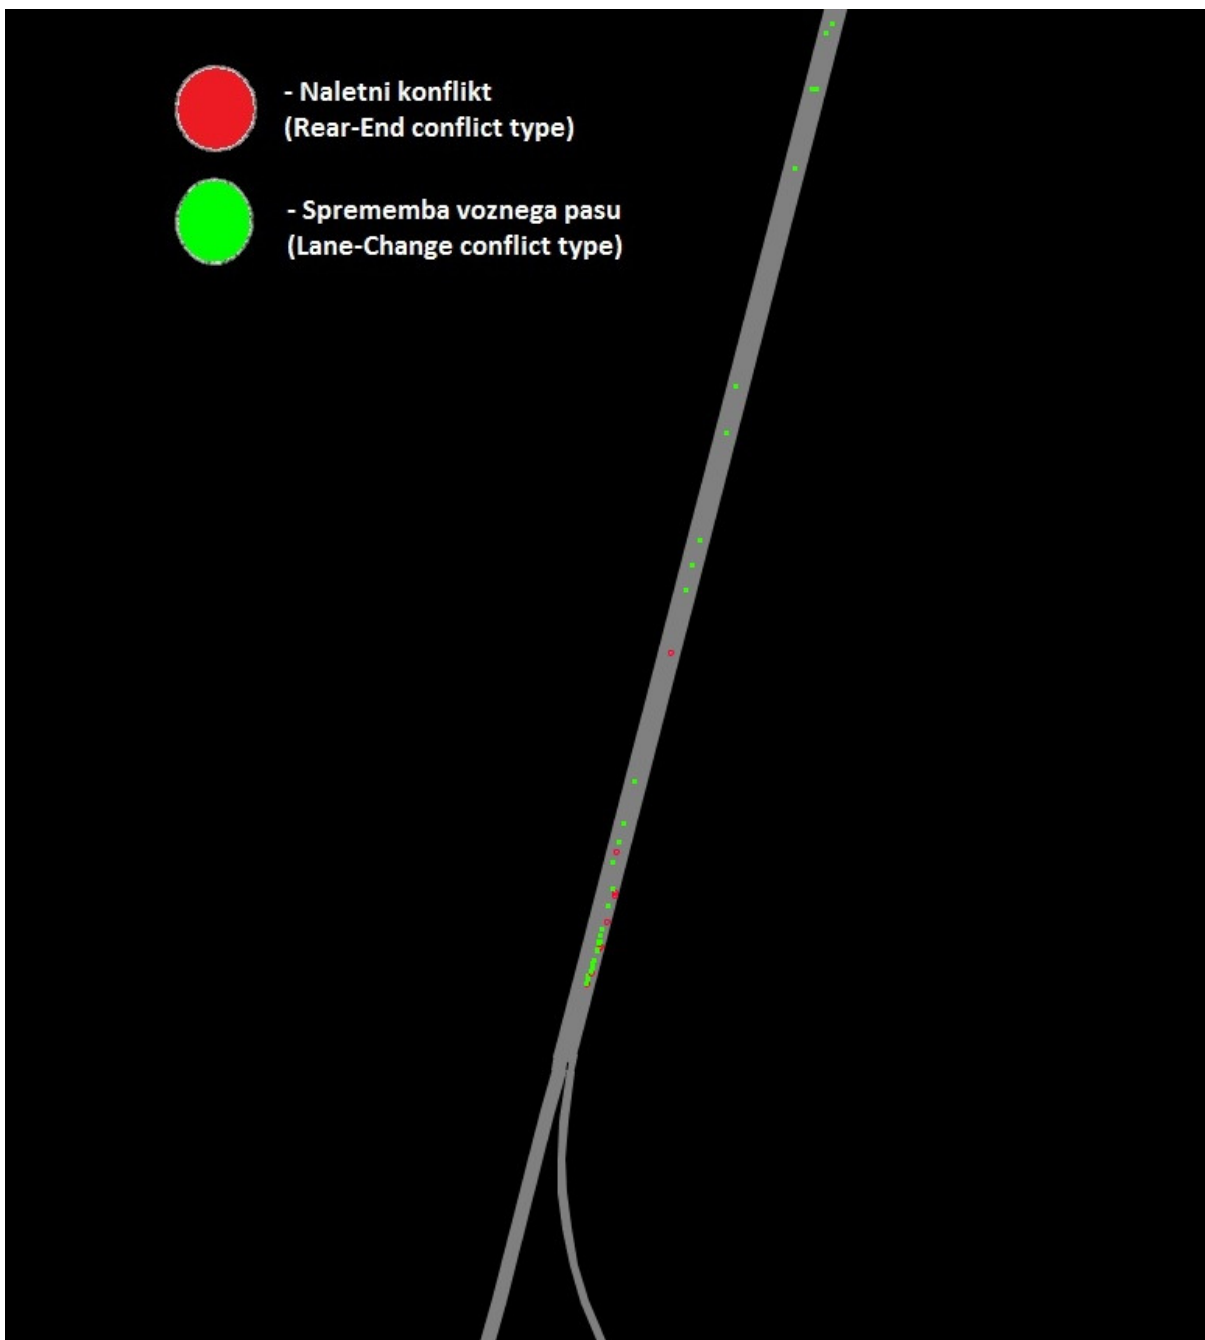 - Naletni konflikt
(Rear-End conflict type)
- Sprememba voznega pasu
(Lane-Change conflict type)